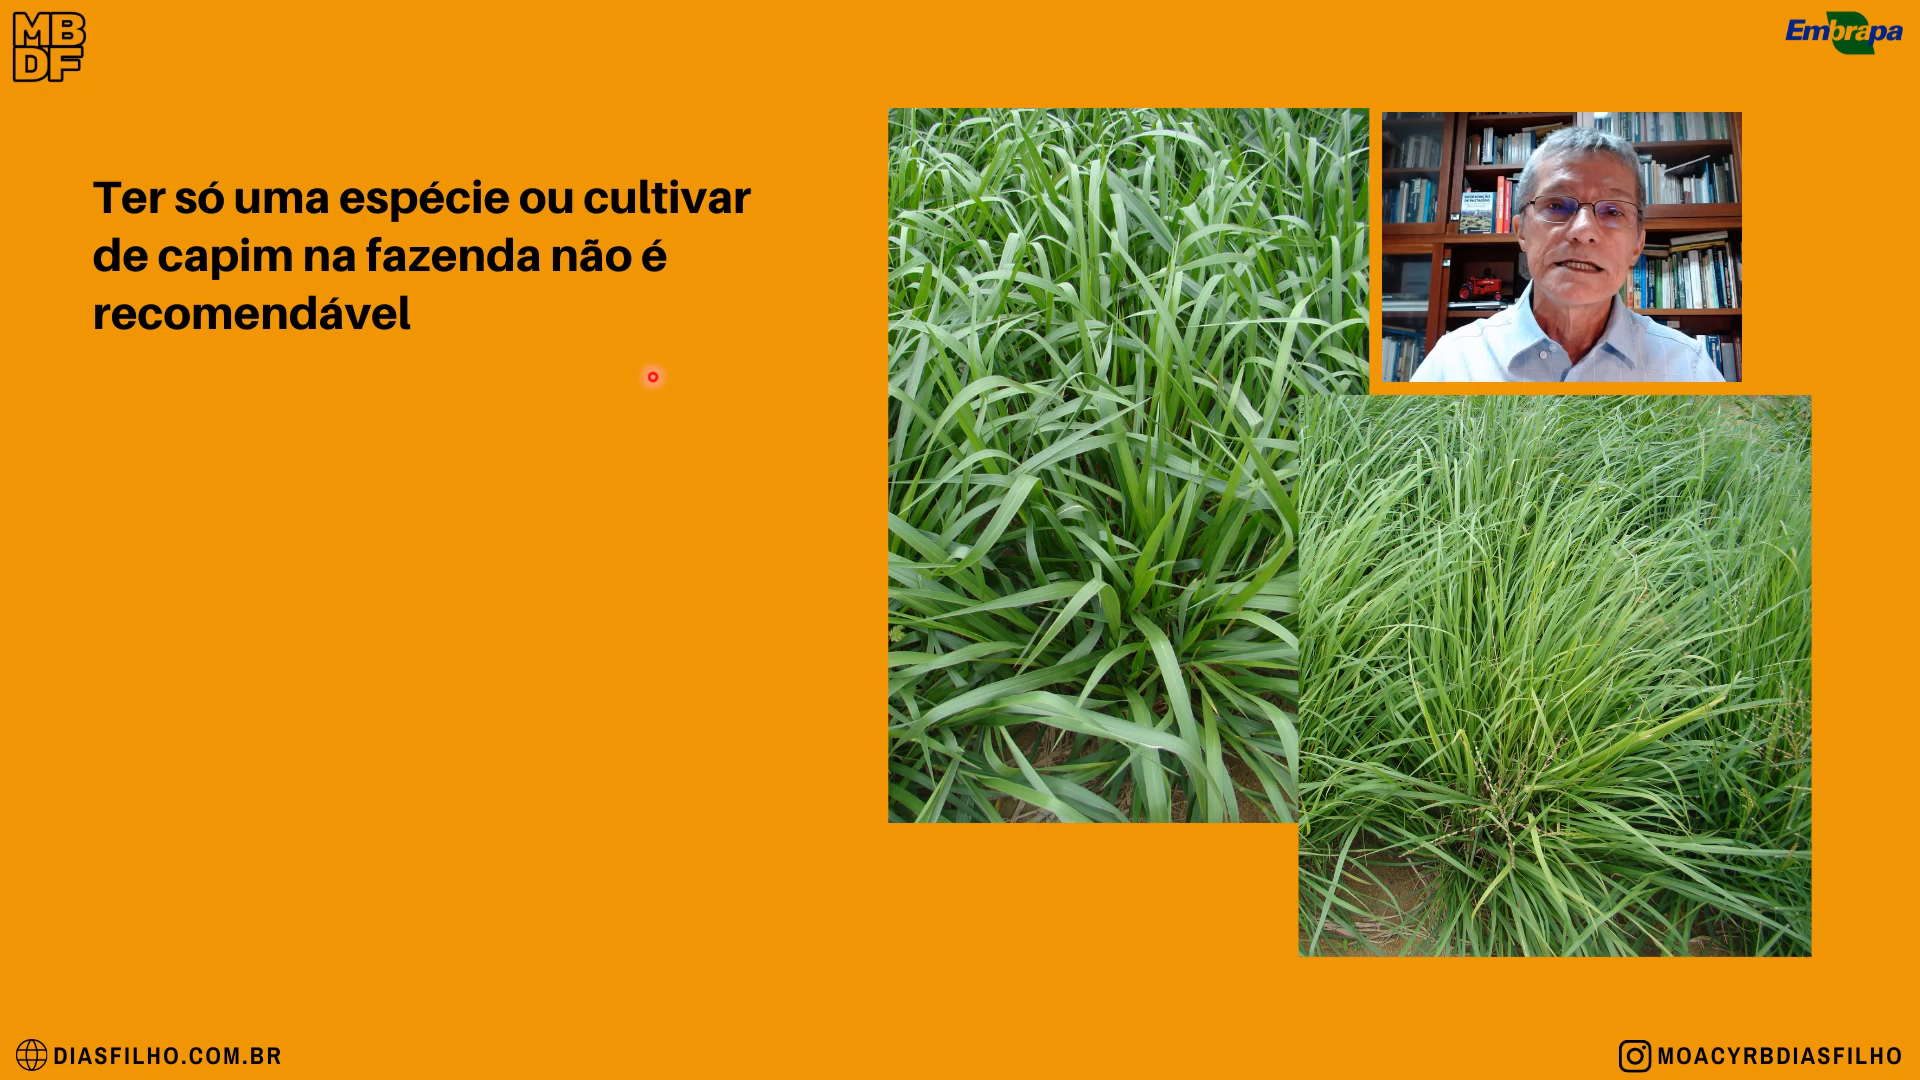 MB
DF
Embrapa
Ter só uma espécie ou cultivar
de capim na fazenda não é
recomendável
DIASFILHO.COM.BR
MOACYRBDIASFILHO